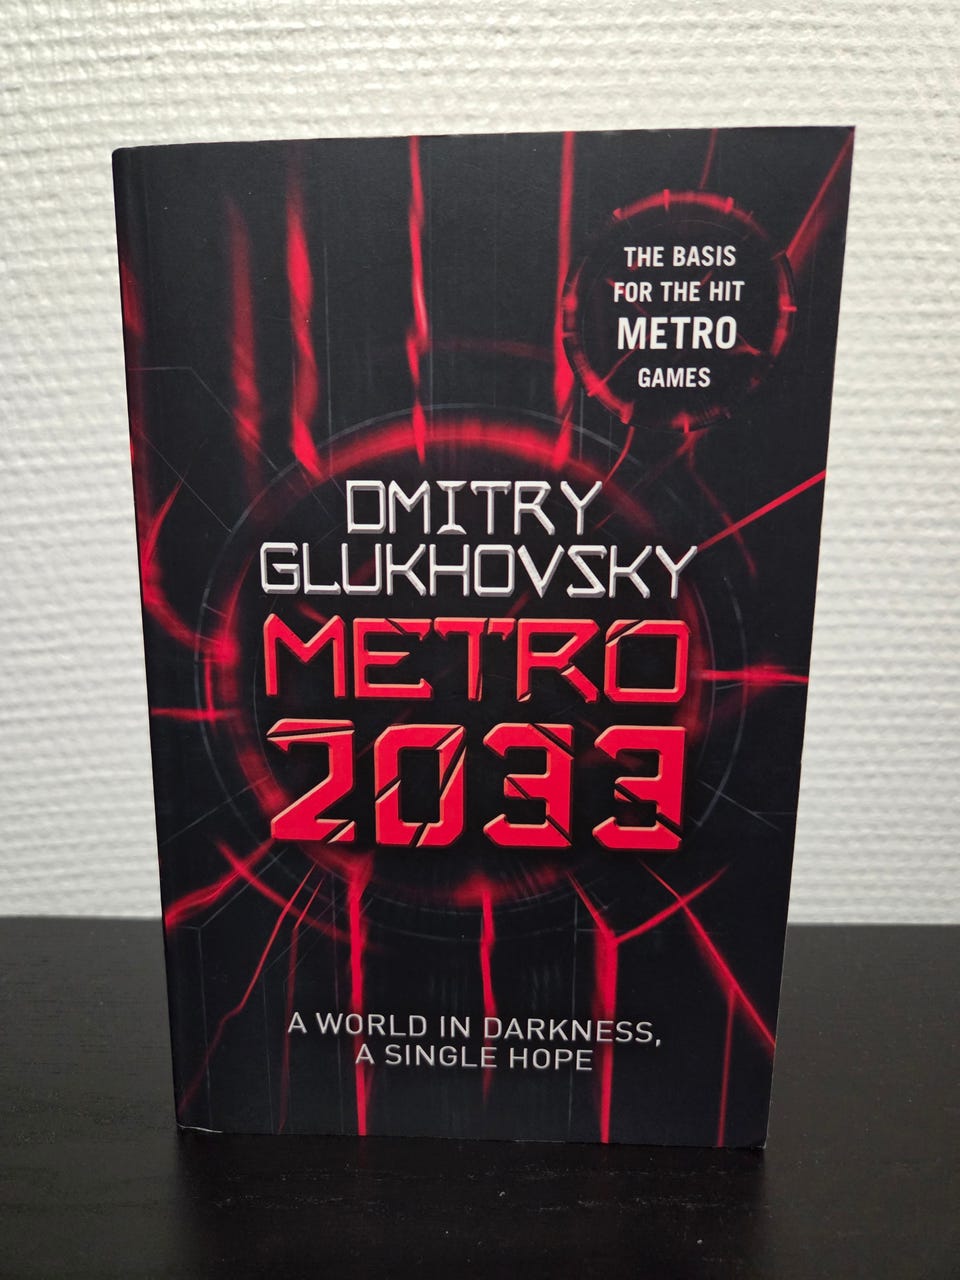 THE BASIS
FOR THE HIT
METRO
GAMES
DMITRY
GLUKHOVSKY
METRO
2033
A WORLD IN DARKNESS,
A SINGLE HOPE